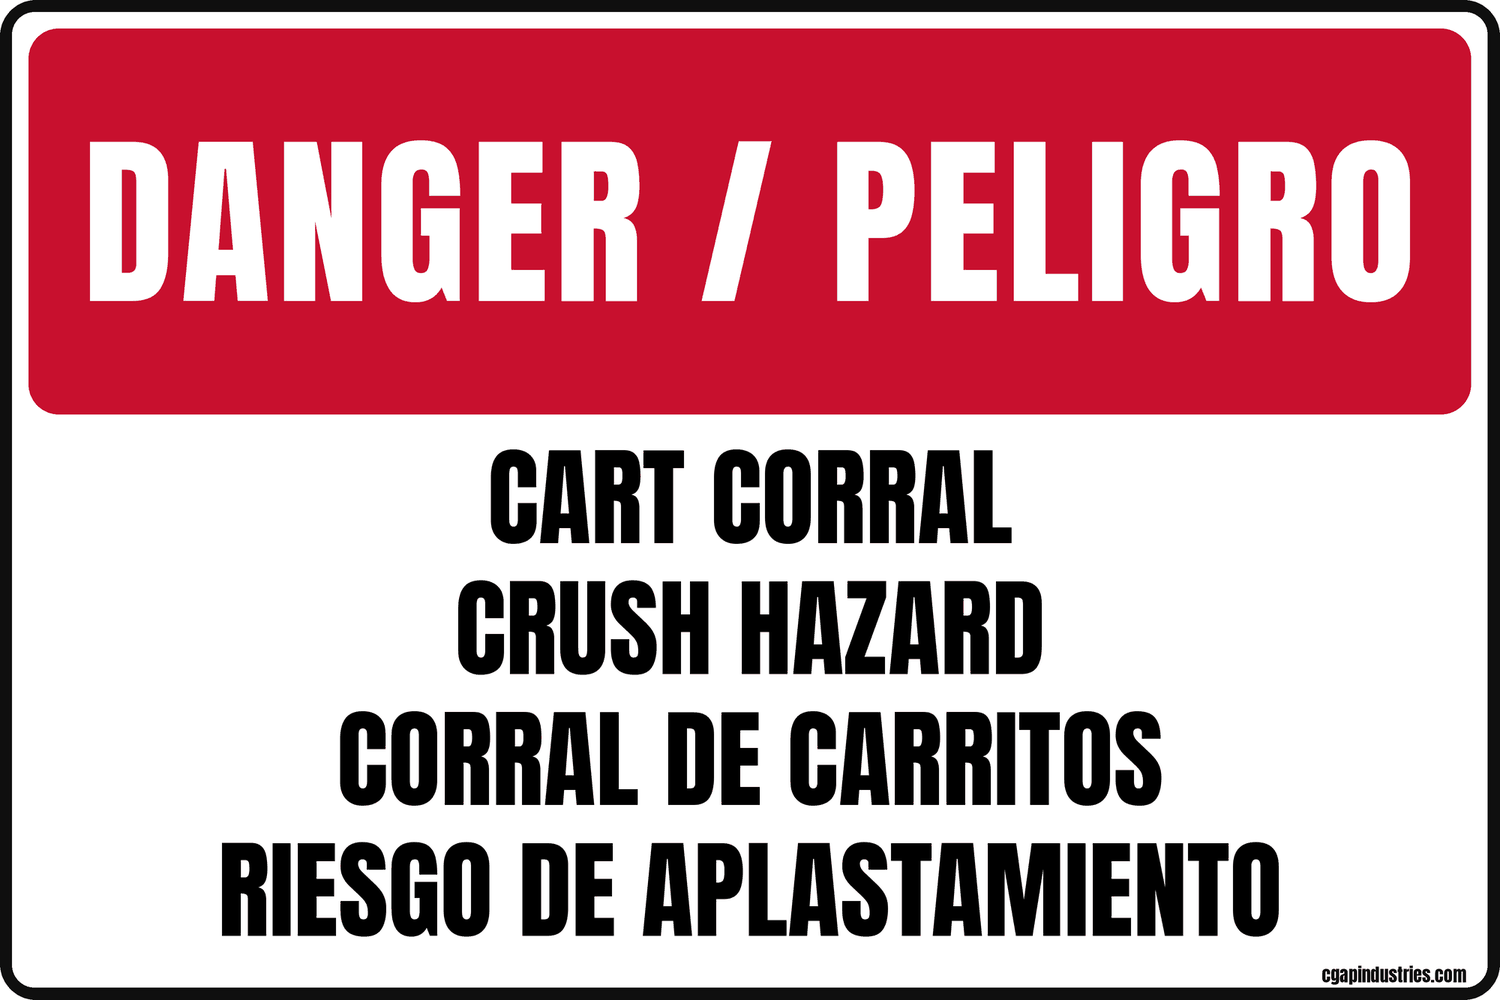 DANGER / PELIGRO
CART CORRAL
CRUSH HAZARD
CORRAL DE CARRITOS
RIESGO DE APLASTAMIENTO
cgapindustries.com